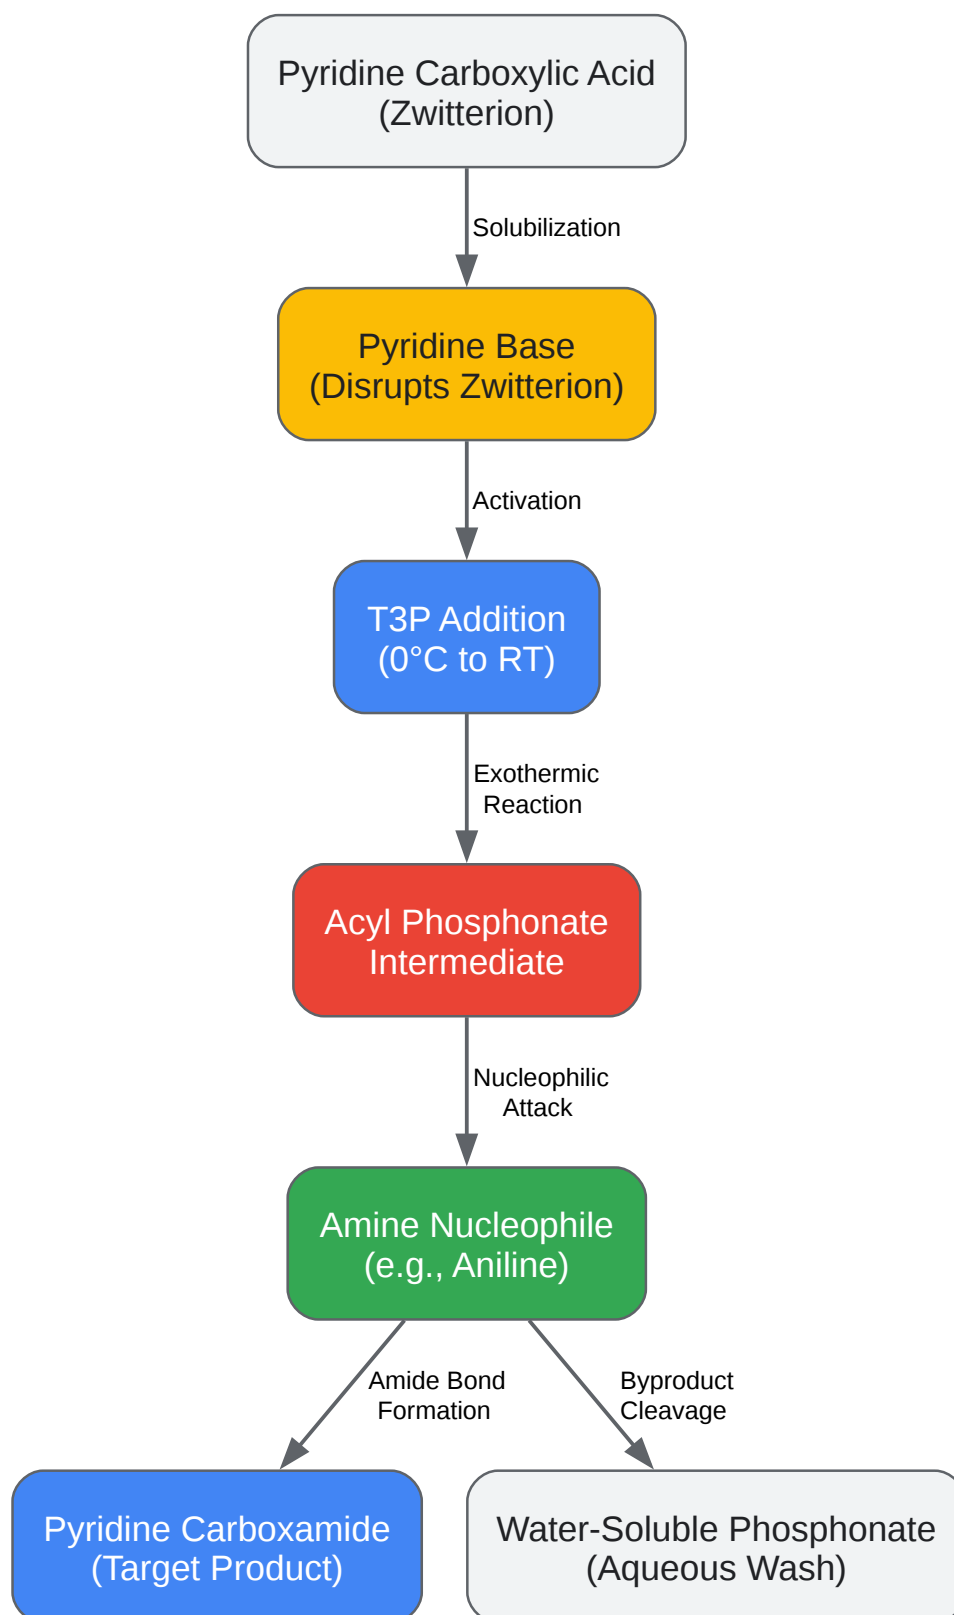 Pyridine Carboxylic Acid
(Zwitterion)
Solubilization
Pyridine Base
(Disrupts Zwitterion)
Activation
T3P Addition
(0°C to RT)
Exothermic
Reaction
Acyl Phosphonate
Intermediate
Nucleophilic
Attack
Amine Nucleophile
(e.g., Aniline)
Amide Bond
Formation
Byproduct
Cleavage
Pyridine Carboxamide
(Target Product)
Water-Soluble Phosphonate
(Aqueous Wash)